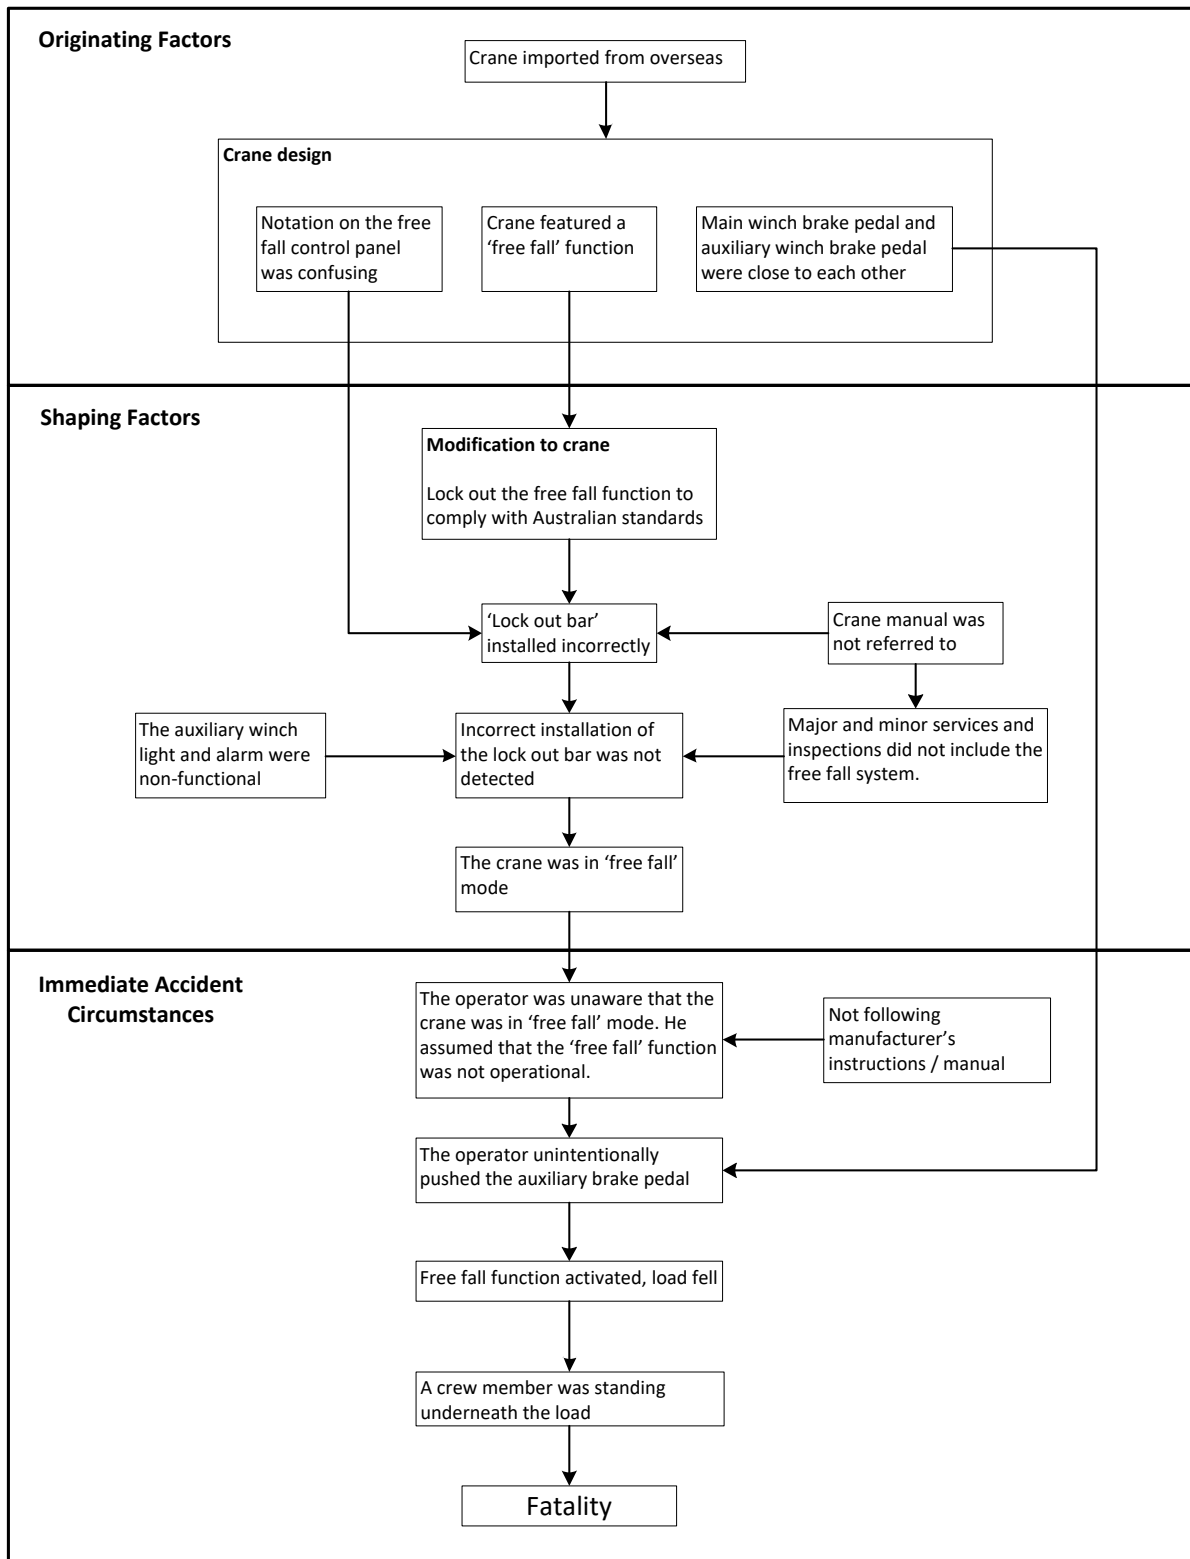 Originating Factors
Crane imported from overseas
Crane design
Notation on the free
fall control panel
was confusing
Crane featured a
‘free fall’ function
Main winch brake pedal and
auxiliary winch brake pedal
were close to each other
Shaping Factors
Modification to crane
Lock out the free fall function to
comply with Australian standards
‘Lock out bar’
installed incorrectly
Crane manual was
not referred to
The auxiliary winch
light and alarm were
non-functional
Incorrect installation of
the lock out bar was not
detected
Major and minor services and
inspections did not include the
free fall system.
The crane was in ‘free fall’
mode
Immediate Accident
Circumstances
The operator was unaware that the
crane was in ‘free fall’ mode. He
assumed that the ‘free fall’ function
was not operational.
Not following
manufacturer’s
instructions / manual
The operator unintentionally
pushed the auxiliary brake pedal
Free fall function activated, load fell
A crew member was standing
underneath the load
Fatality